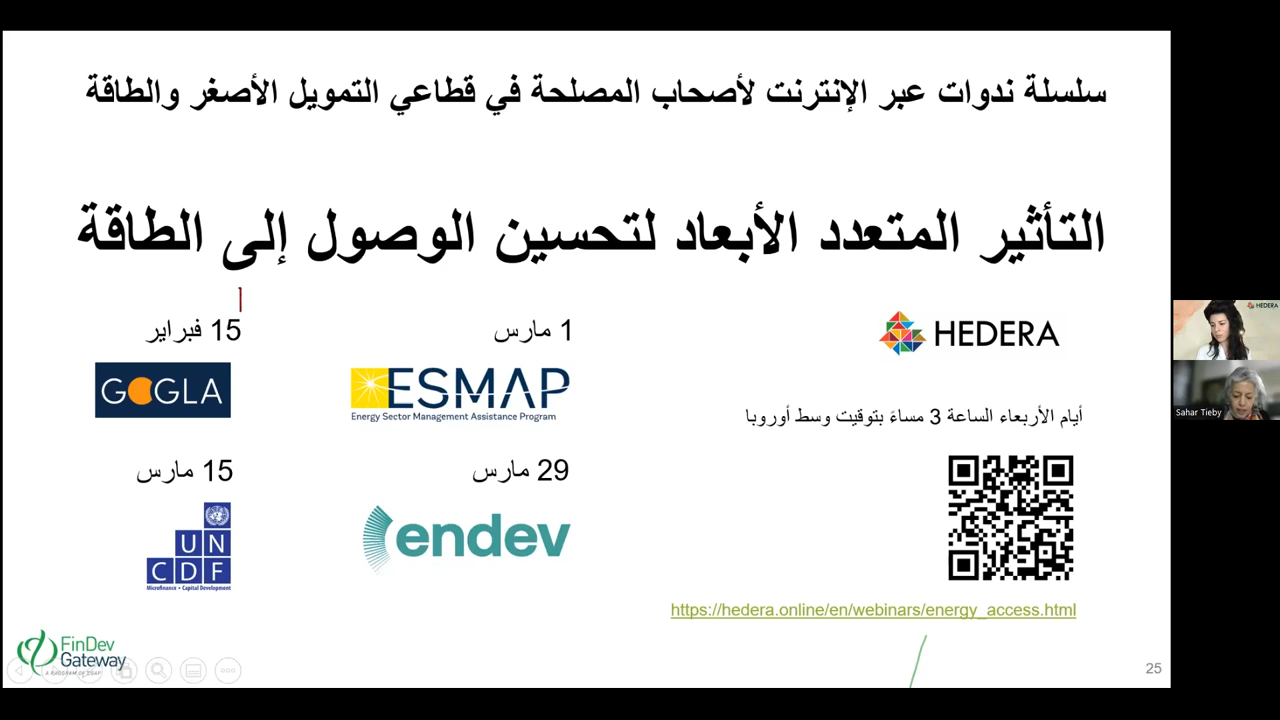 سلسلة ندوات عبر الإنترنت لأصحاب المصلحة في قطاعي التمويل الأصغر والطاقة
التأثير المتعدد الأبعاد لتحسين الوصول إلى الطاقة
HEDERA
أيام الأربعاء الساعة 3 مساءً بتوقيت وسط أوروبا
https://hedera.online/en/webinars/energy_access.html
1 مارس
ESMAP
Energy Sector Management Assistance Program
15 فبراير
GOGLA
29 مارس
endev
15 مارس
UN
CDF
Microfinance • Capital Development
FinDev
Gateway
25
HEDERA
Sahar Tieby